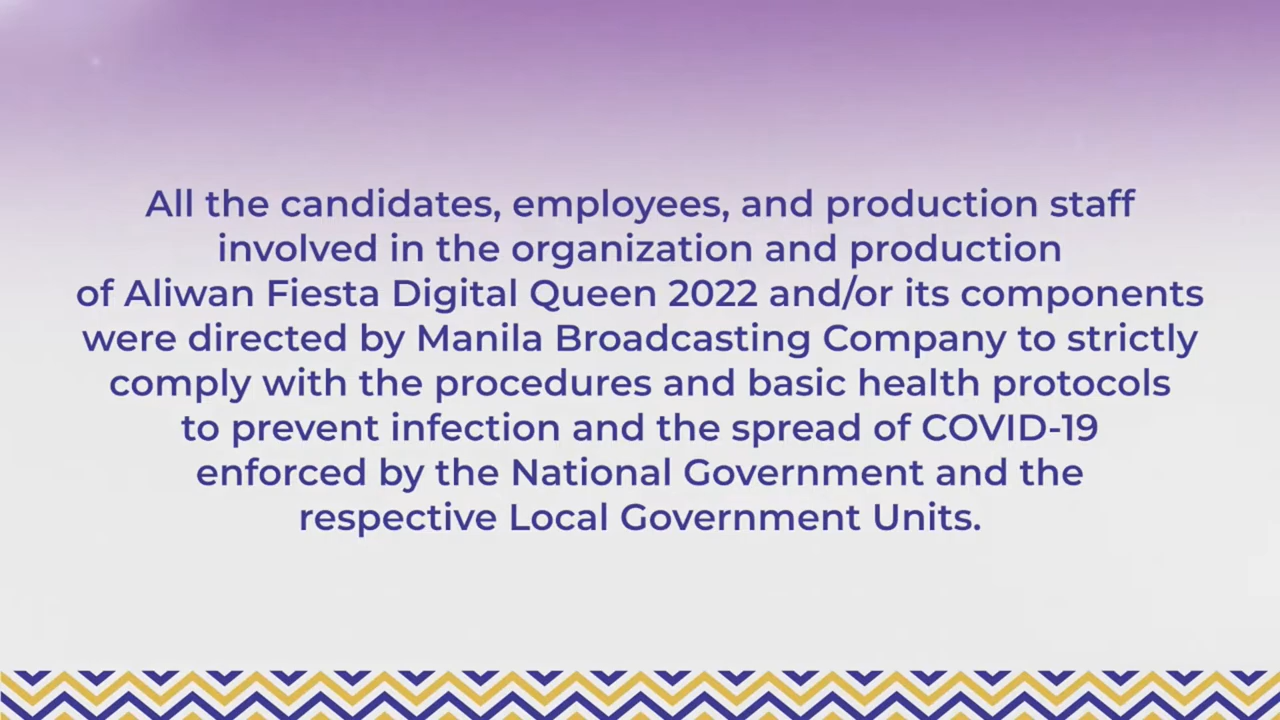 All the candidates, employees, and production staff
involved in the organization and production
of Aliwan Fiesta Digital Queen 2022 and/or its components
were directed by Manila Broadcasting Company to strictly
comply with the procedures and basic health protocols
to prevent infection and the spread of COVID-19
enforced by the National Government and the
respective Local Government Units.